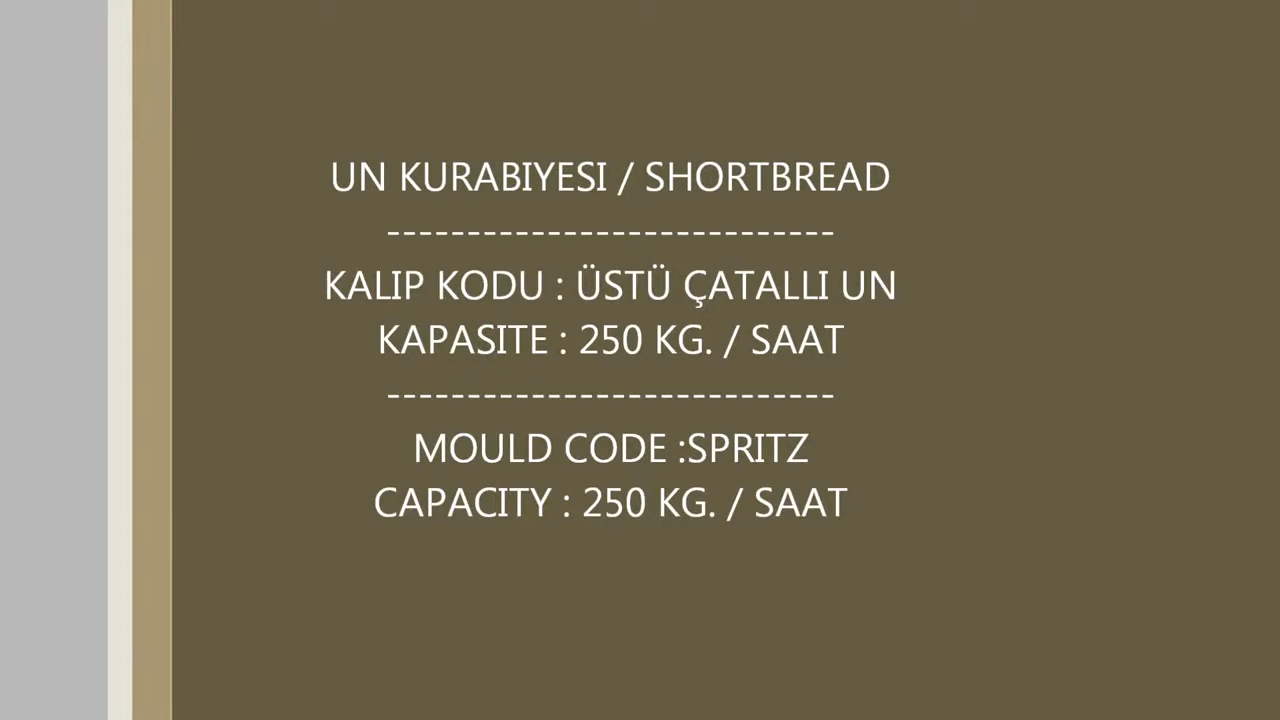 UN KURABIYESI / SHORTBREAD
----------------------------
KALIP KODU : ÜSTÜ ÇATALLI UN
KAPASITE : 250 KG. / SAAT
----------------------------
MOULD CODE :SPRITZ
CAPACITY : 250 KG. / SAAT